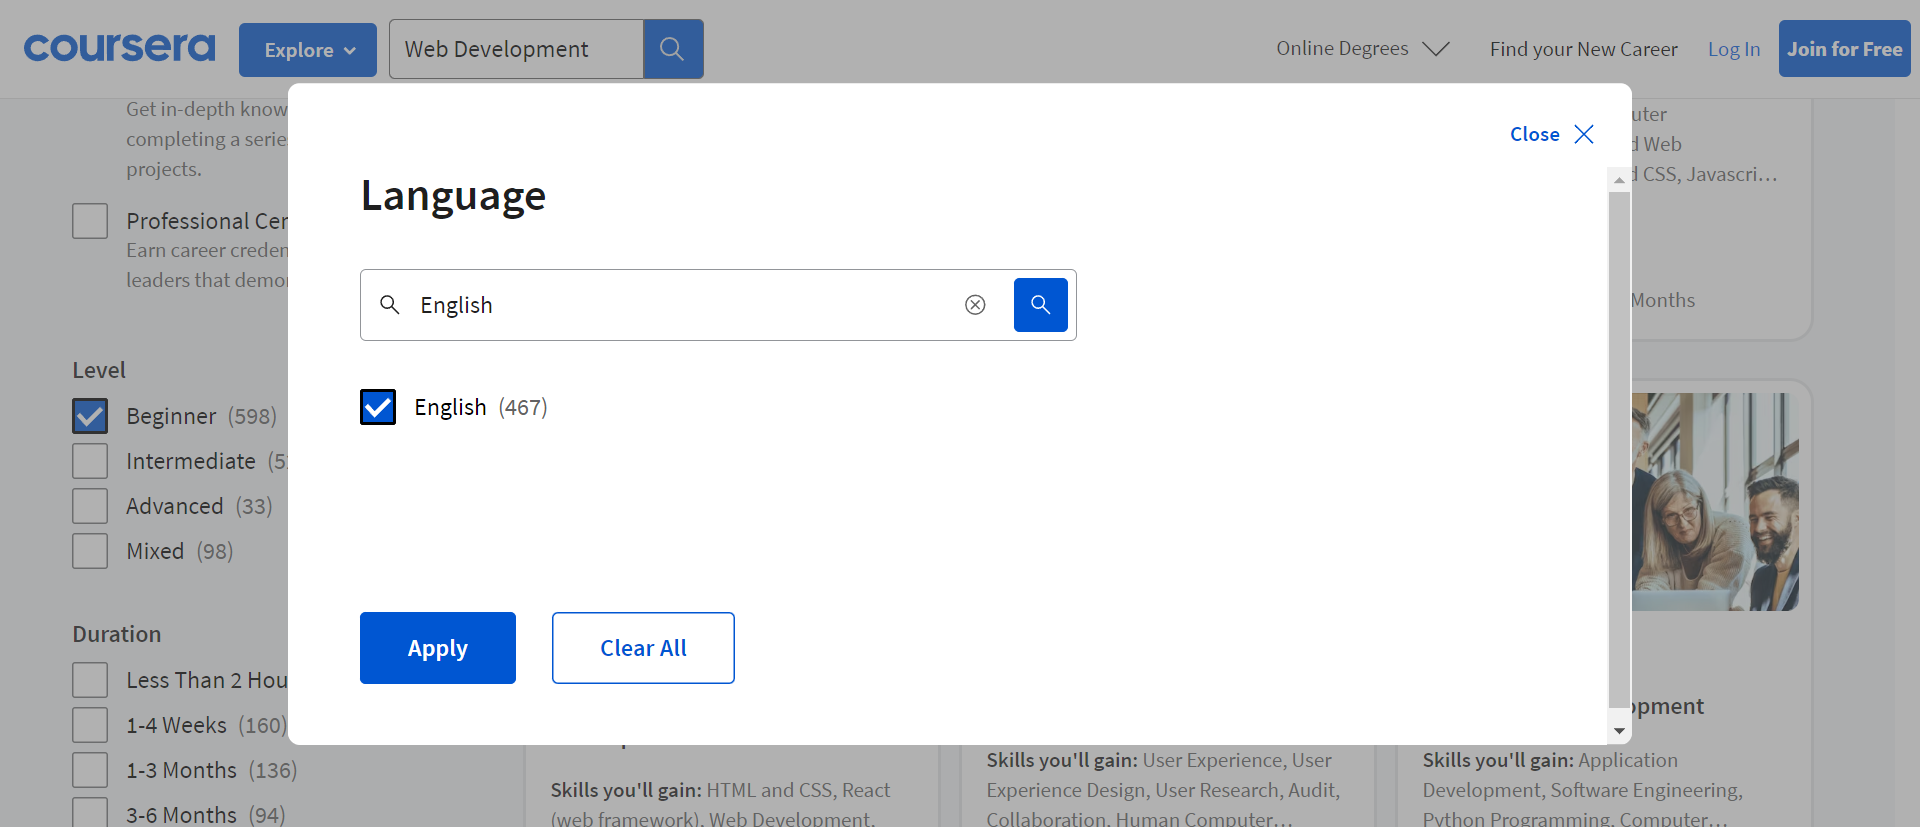 coursera
Explore
Web Development
Online Degrees
Find your New Career
Log In
Join for Free
Get in-depth know
completing a serie
projects.
Professional Cer
Earn career creden
leaders that demo
Level
Beginner (598)
Intermediate (5
Advanced (33)
Mixed (98)
Duration
Less Than 2 Hou
1-4 Weeks (160)
1-3 Months (136)
3-6 Months (94)
Close
Language
English
English (467)
Apply
Clear All
uter
d Web
d CSS, Javascri...
Months
opment
Skills you'll gain: HTML and CSS, React
(web framework), Web Development,
Skills you'll gain: User Experience, User
Experience Design, User Research, Audit,
Collaboration, Human Computer...
Skills you'll gain: Application
Development, Software Engineering,
Python Programming, Computer...